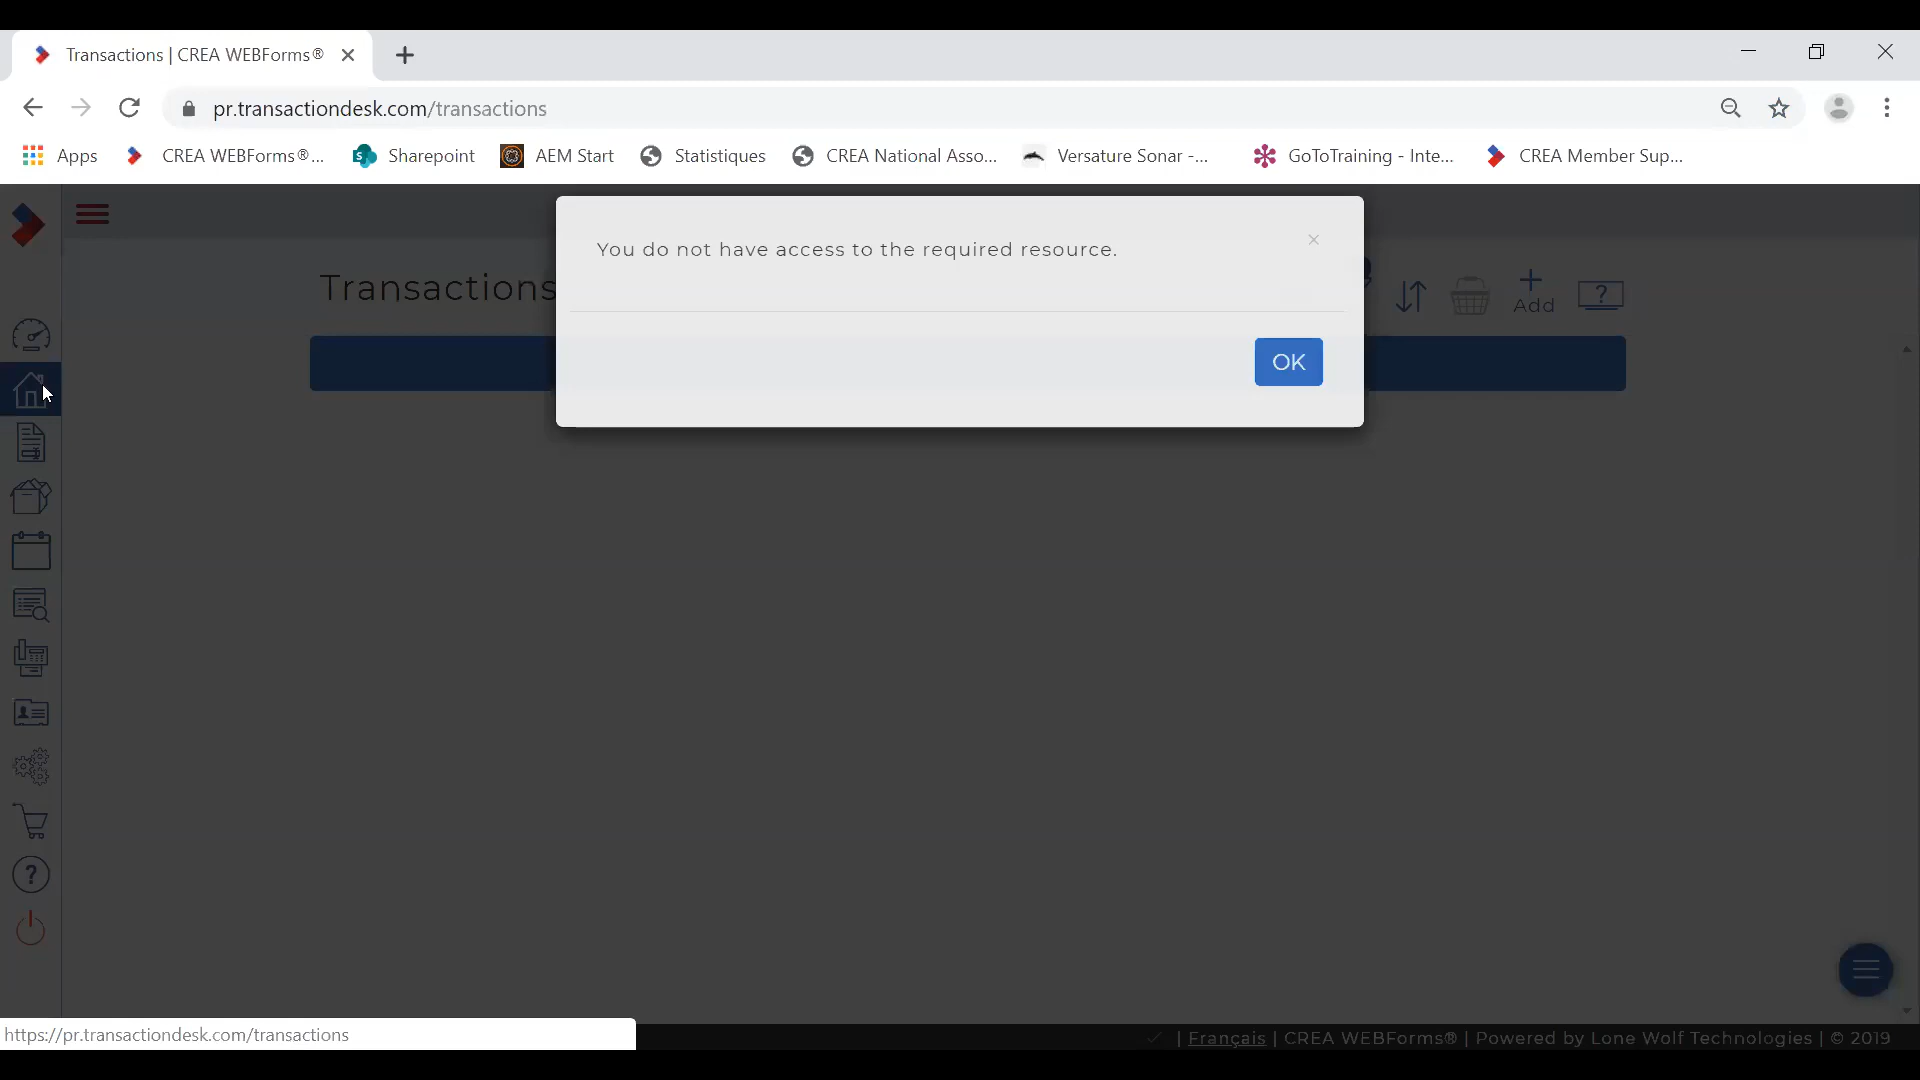 Transactions | CREA WEBForms®
pr.transactiondesk.com/transactions
Apps CREA WEBForms®... Sharepoint AEM Start Statistiques CREA National Asso... Versature Sonar -... GoToTraining - Inte... CREA Member Sup...
You do not have access to the required resource.
×
Transactions
Add
?
OK
?
https://pr.transactiondesk.com/transactions
| Français | CREA WEBForms® | Powered by Lone Wolf Technologies | © 2019